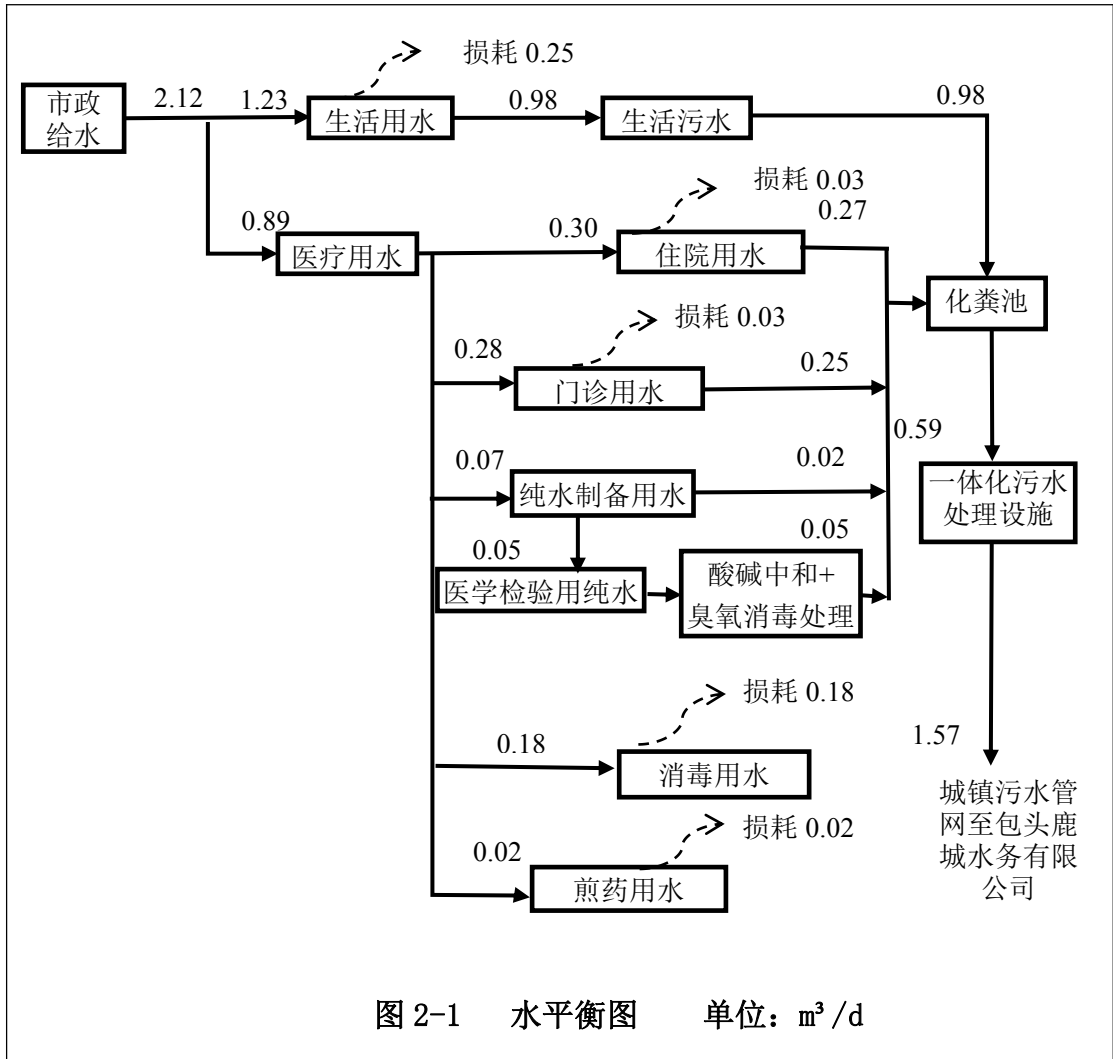 损耗 0.25
市政
给水
2.12
1.23
生活用水
0.98
生活污水
0.98
损耗 0.03
0.27
0.89
医疗用水
0.30
住院用水
化粪池
损耗 0.03
0.28
门诊用水
0.25
0.59
0.07
纯水制备用水
0.02
一体化污水
处理设施
0.05
医学检验用纯水
0.05
酸碱中和+
臭氧消毒处理
损耗 0.18
0.18
消毒用水
1.57
城镇污水管
网至包头鹿
城水务有限
公司
损耗 0.02
0.02
煎药用水
图 2-1 水平衡图 单位：m³/d